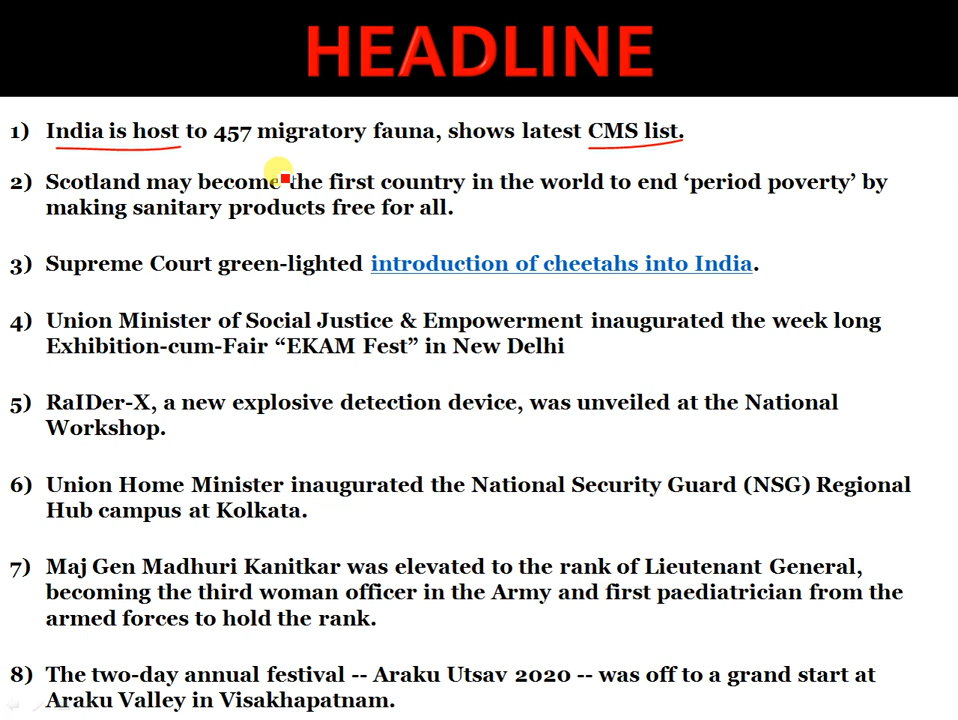 HEADLINE
1) India is host to 457 migratory fauna, shows latest CMS list.
2) Scotland may become the first country in the world to end ‘period poverty’ by
making sanitary products free for all.
3) Supreme Court green-lighted introduction of cheetahs into India.
4) Union Minister of Social Justice & Empowerment inaugurated the week long
Exhibition-cum-Fair “EKAM Fest” in New Delhi
5) RaIDer-X, a new explosive detection device, was unveiled at the National
Workshop.
6) Union Home Minister inaugurated the National Security Guard (NSG) Regional
Hub campus at Kolkata.
7) Maj Gen Madhuri Kanitkar was elevated to the rank of Lieutenant General,
becoming the third woman officer in the Army and first paediatrician from the
armed forces to hold the rank.
8) The two-day annual festival -- Araku Utsav 2020 -- was off to a grand start at
Araku Valley in Visakhapatnam.